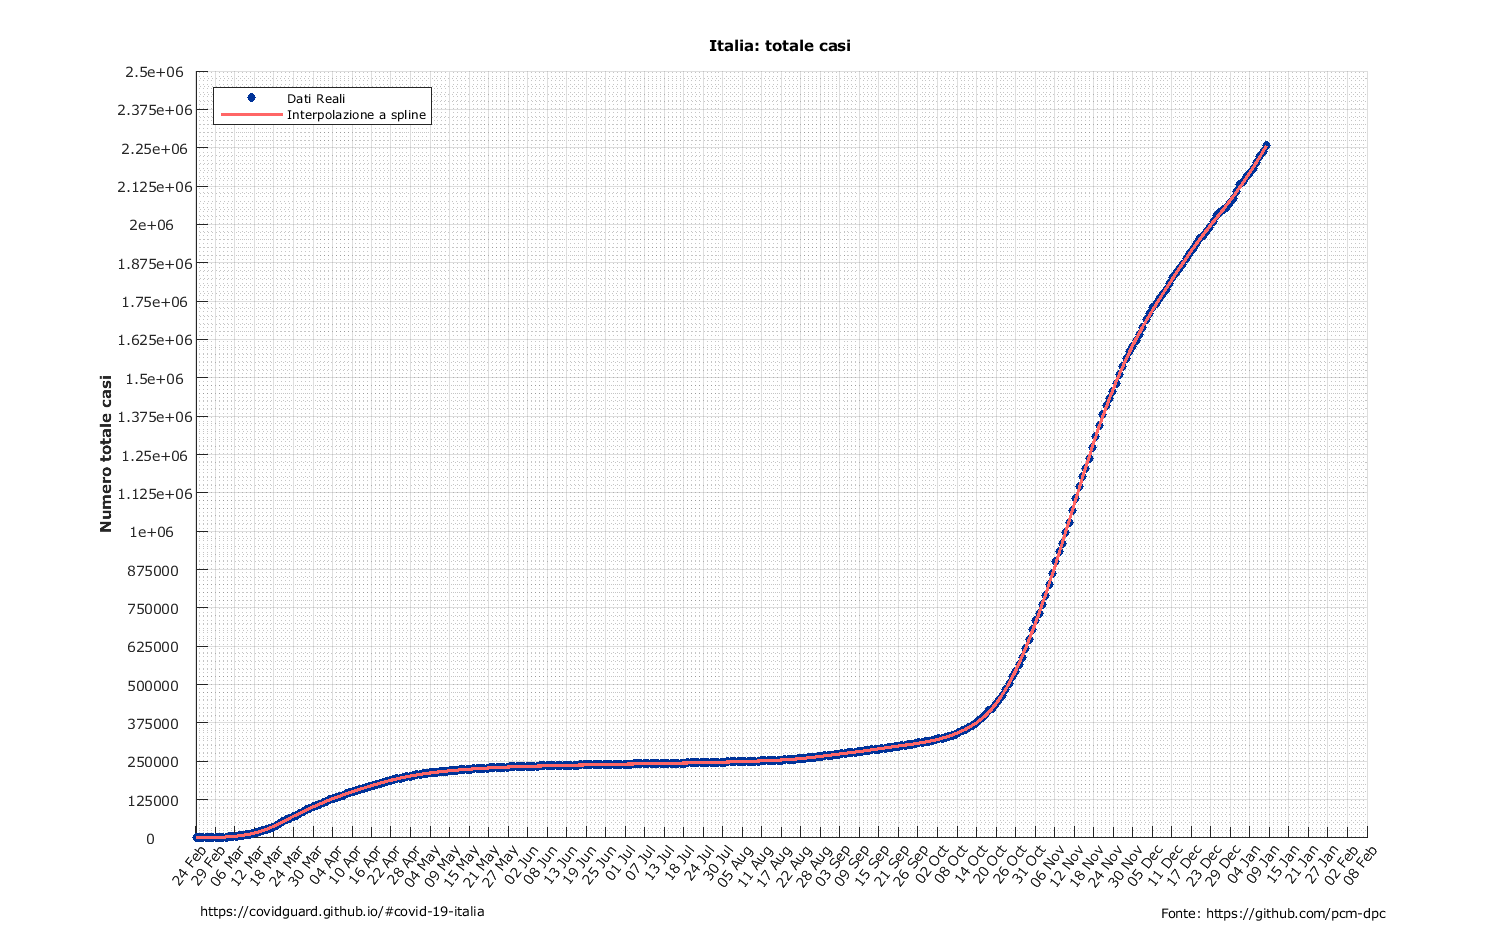 Italia: totale casi
2.5e+06
2.375e+06
2.25e+06
2.125e+06
2e+06
1.875e+06
1.75e+06
1.625e+06
1.5e+06
1.375e+06
1.25e+06
1.125e+06
1e+06
875000
750000
625000
500000
375000
250000
125000
0
Numero totale casi
Dati Reali
Interpolazione a spline
24 Feb
29 Feb
06 Mar
12 Mar
18 Mar
24 Mar
30 Mar
04 Apr
10 Apr
16 Apr
22 Apr
28 Apr
04 May
09 May
15 May
21 May
27 May
02 Jun
08 Jun
13 Jun
19 Jun
25 Jun
01 Jul
07 Jul
13 Jul
18 Jul
24 Jul
30 Jul
05 Aug
11 Aug
17 Aug
22 Aug
28 Aug
03 Sep
09 Sep
15 Sep
21 Sep
26 Sep
02 Oct
08 Oct
14 Oct
20 Oct
26 Oct
31 Oct
06 Nov
12 Nov
18 Nov
24 Nov
30 Nov
05 Dec
11 Dec
17 Dec
23 Dec
29 Dec
04 Jan
09 Jan
15 Jan
21 Jan
27 Jan
02 Feb
08 Feb
https://covidguard.github.io/#covid-19-italia
Fonte: https://github.com/pcm-dpc